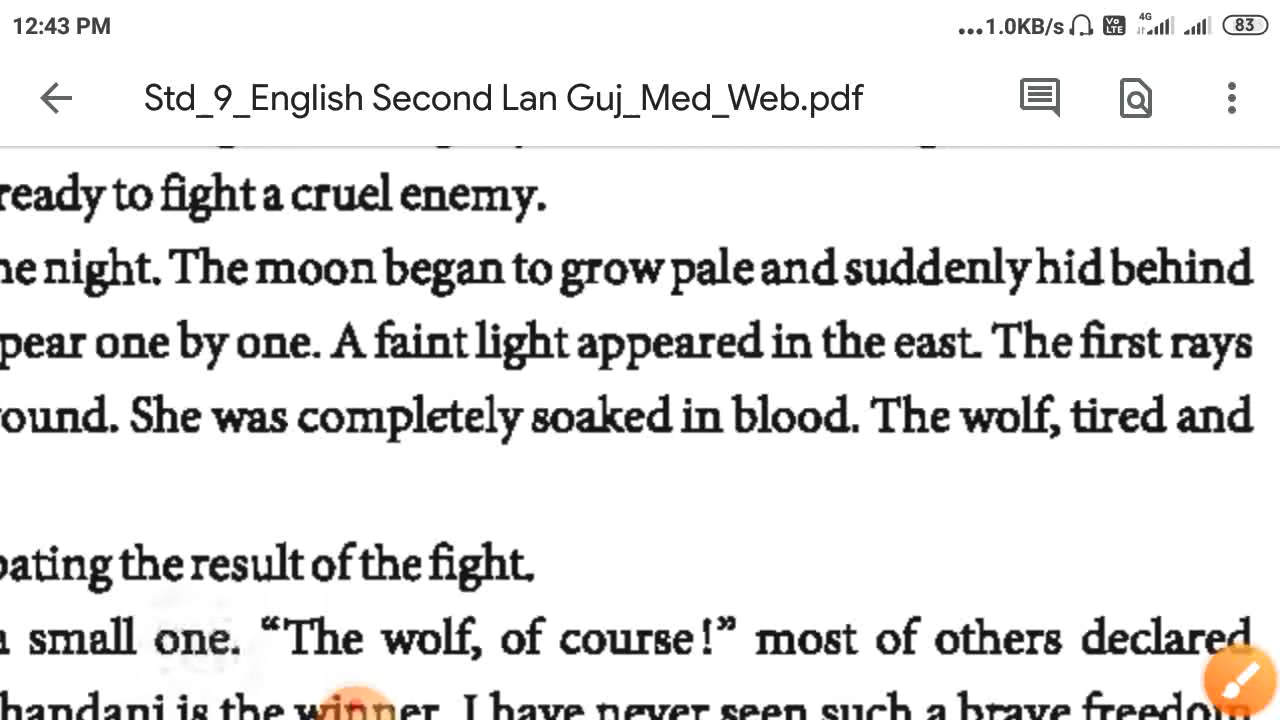 12:43 PM ...1.0KB/s Vo LTE 4G 83
Std_9_English Second Lan Guj_Med_Web.pdf
ready to fight a cruel enemy.
he night. The moon began to grow pale and suddenly hid behind
pear one by one. A faint light appeared in the east. The first rays
ound. She was completely soaked in blood. The wolf, tired and
ating the result of the fight.
small one. “The wolf, of course!” most of others declared
handani is the winner. I have never seen such a brave freedom